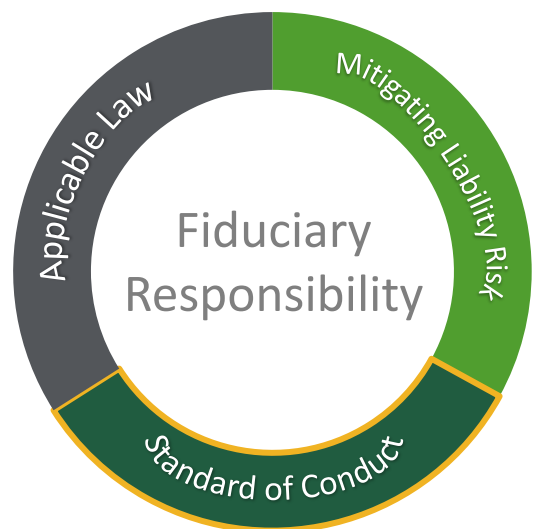 Applicable Law
Mitigating Liability Risk
Fiduciary
Responsibility
Standard of Conduct